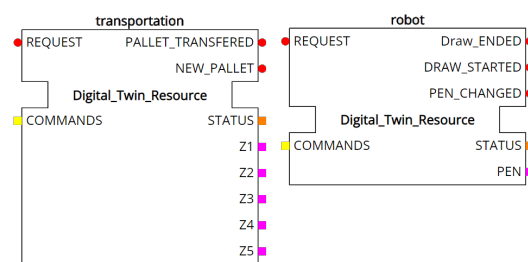 transportation
REQUEST PALLET_TRANSFERED
NEW_PALLET
Digital_Twin_Resource
COMMANDS STATUS
Z1
Z2
Z3
Z4
Z5
robot
REQUEST Draw_ENDED
DRAW_STARTED
PEN_CHANGED
Digital_Twin_Resource
COMMANDS STATUS
PEN